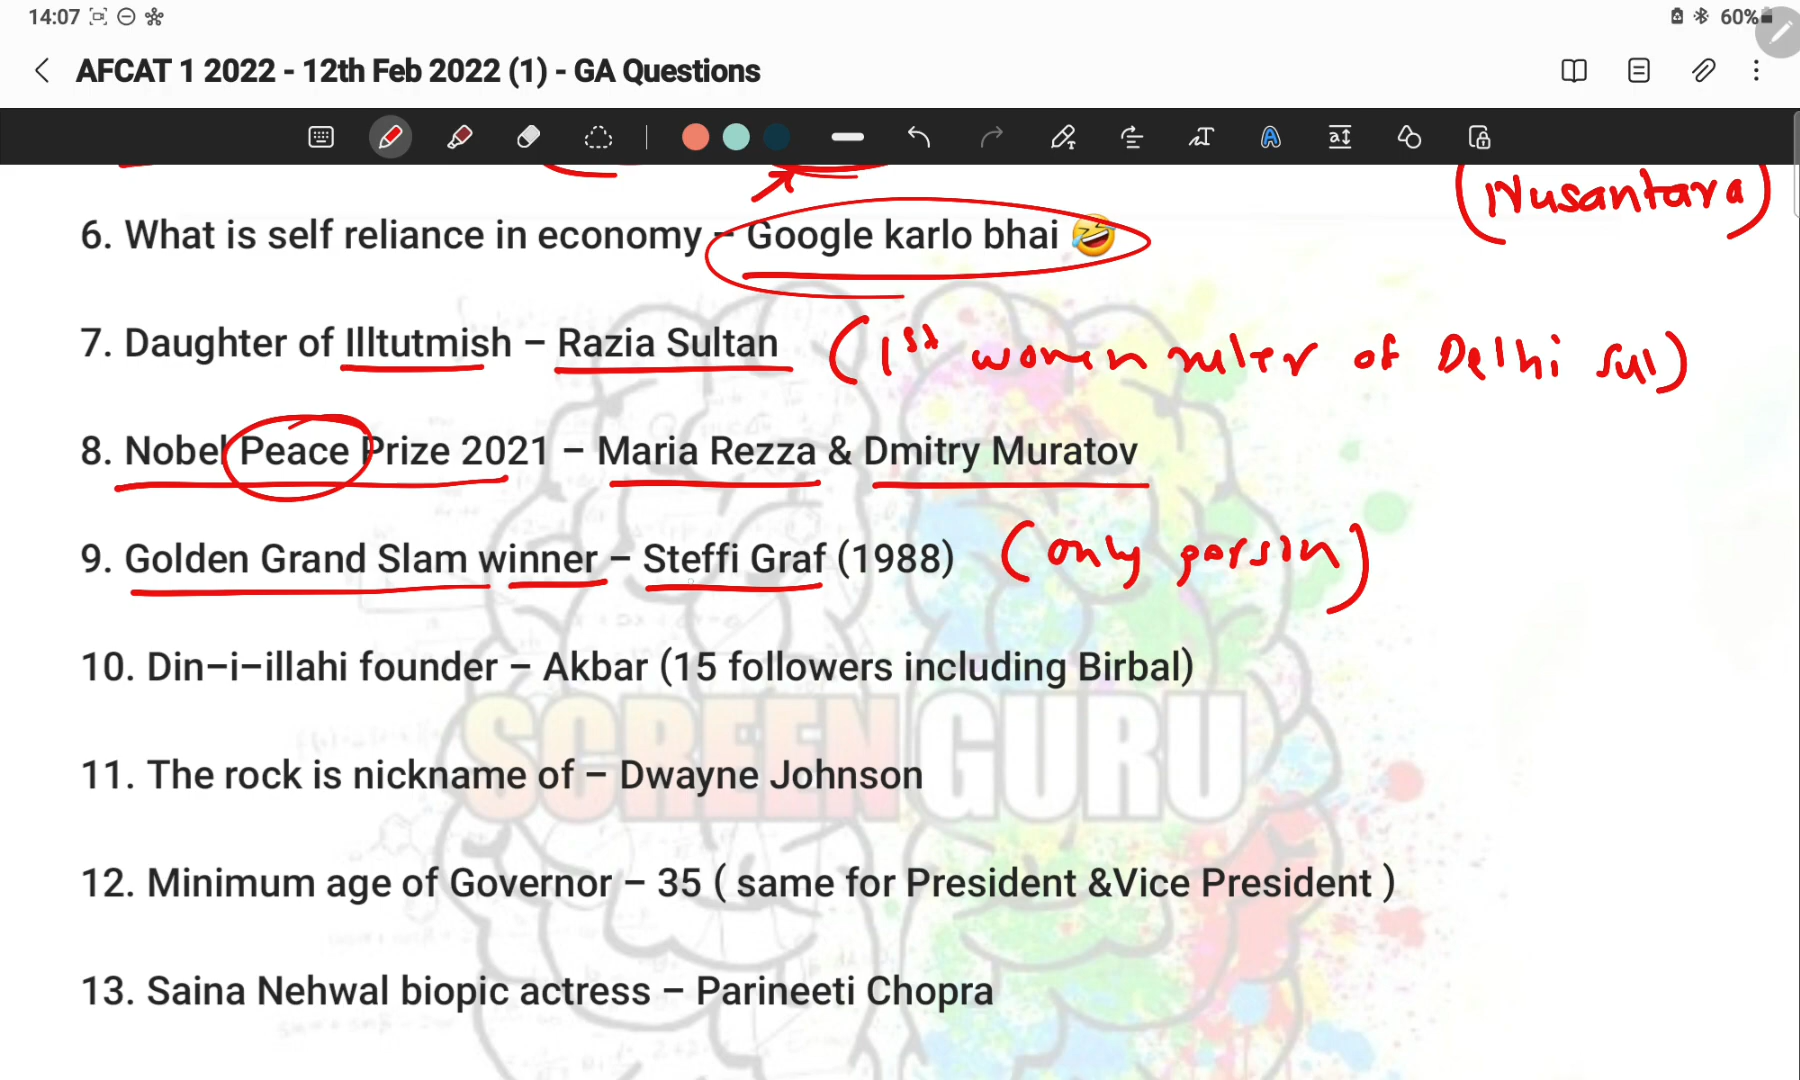 14:07
60%
AFCAT 1 2022 - 12th Feb 2022 (1) - GA Questions
(Nusantara)
6. What is self reliance in economy – Google karlo bhai 🤣
7. Daughter of Illtutmish – Razia Sultan (1st women ruler of Delhi Sul)
8. Nobel Peace Prize 2021 – Maria Rezza & Dmitry Muratov
9. Golden Grand Slam winner – Steffi Graf (1988) (only person)
10. Din–i–illahi founder – Akbar (15 followers including Birbal)
SCREEN GURU
11. The rock is nickname of – Dwayne Johnson
12. Minimum age of Governor – 35 ( same for President &Vice President )
13. Saina Nehwal biopic actress – Parineeti Chopra